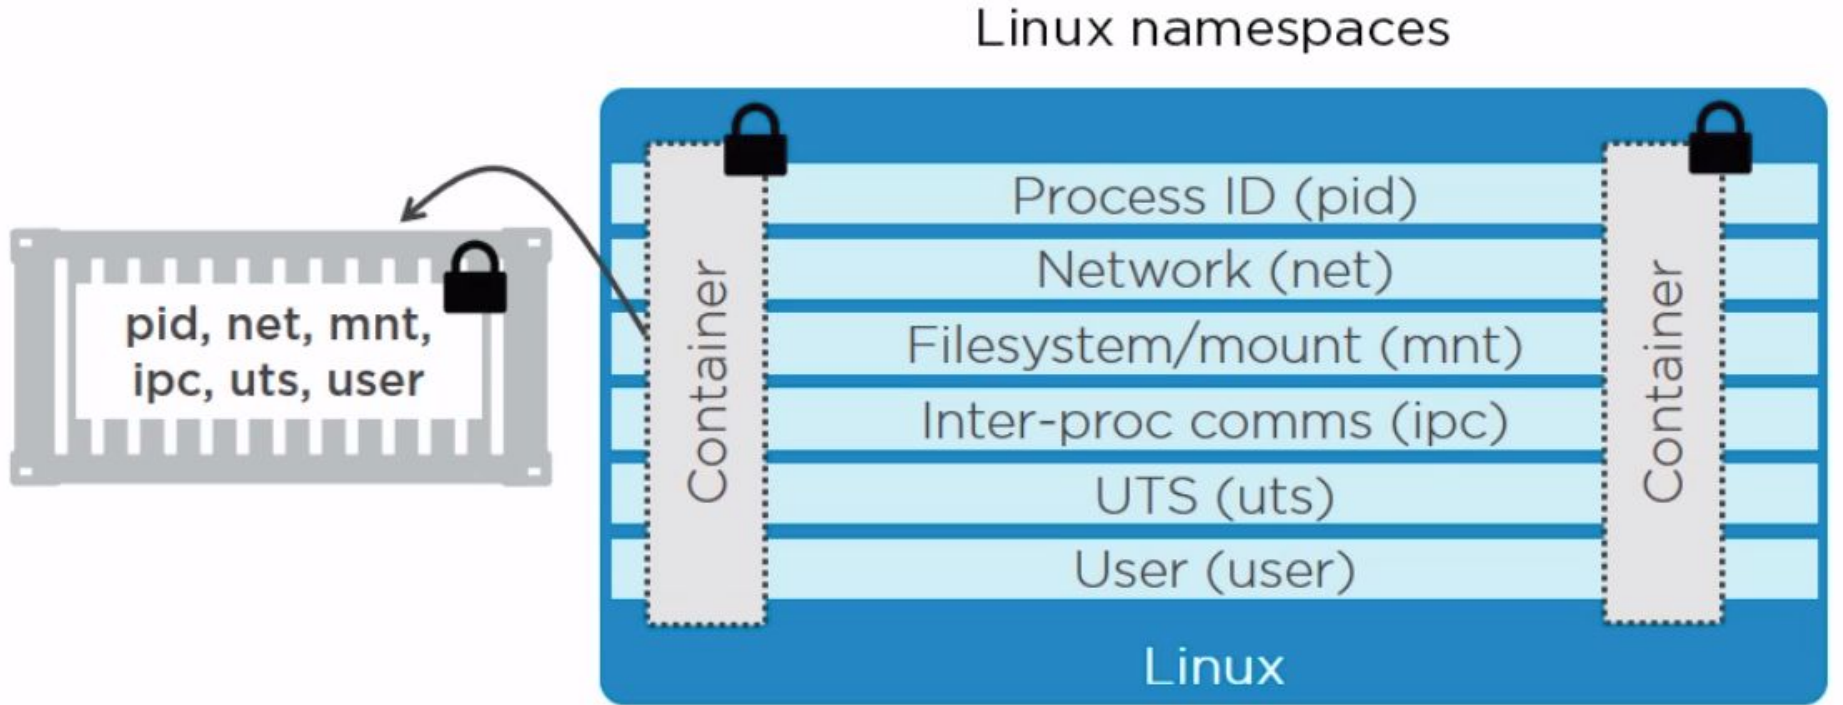 Linux namespaces
pid, net, mnt,
ipc, uts, user
Container
Process ID (pid)
Network (net)
Filesystem/mount (mnt)
Inter-proc comms (ipc)
UTS (uts)
User (user)
Container
Linux